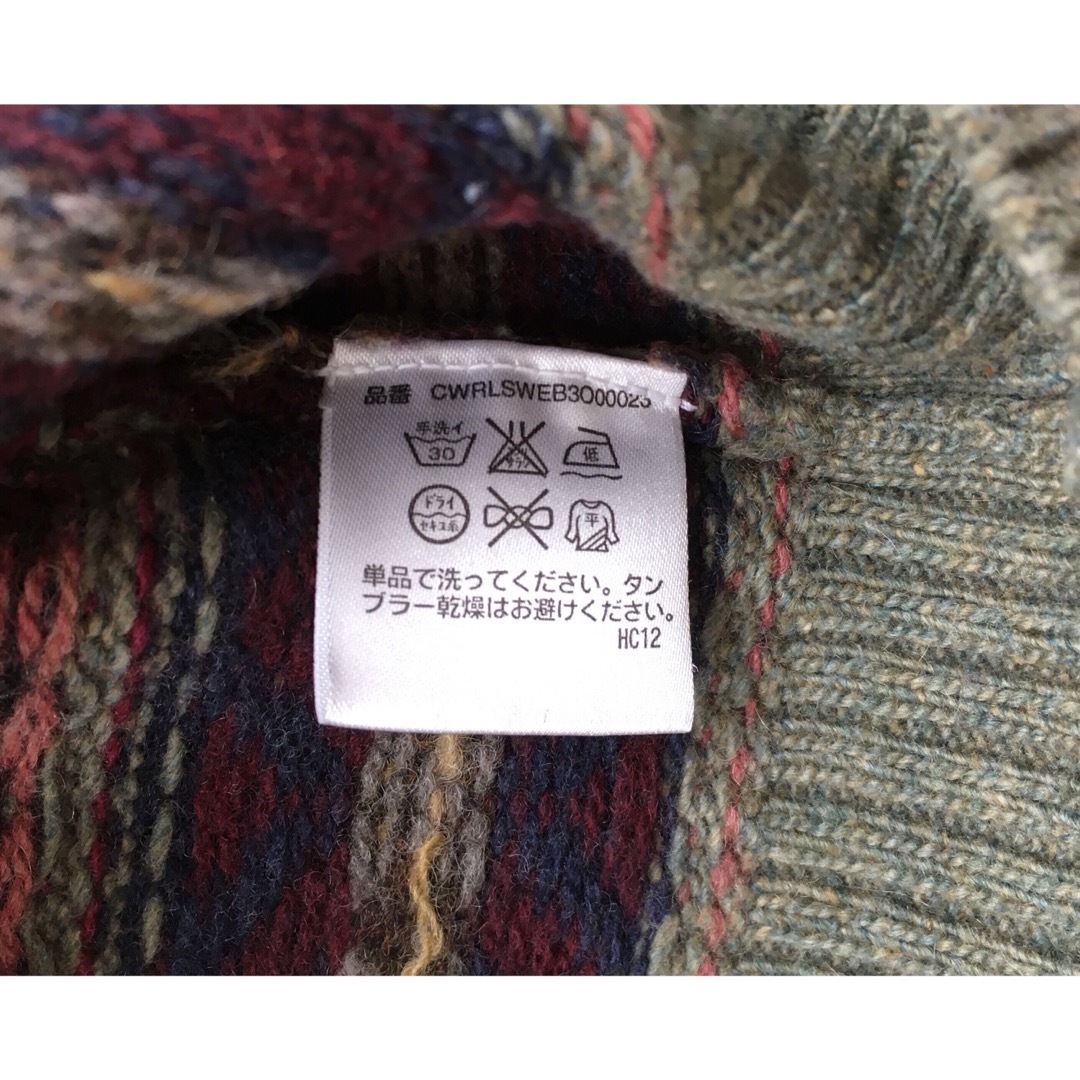 品番 CWRLSWEB3O00025
手洗イ
30
低
ドライ
セキユ系
平
単品で洗ってください。タン
ブラー乾燥はお避けください。
HC12